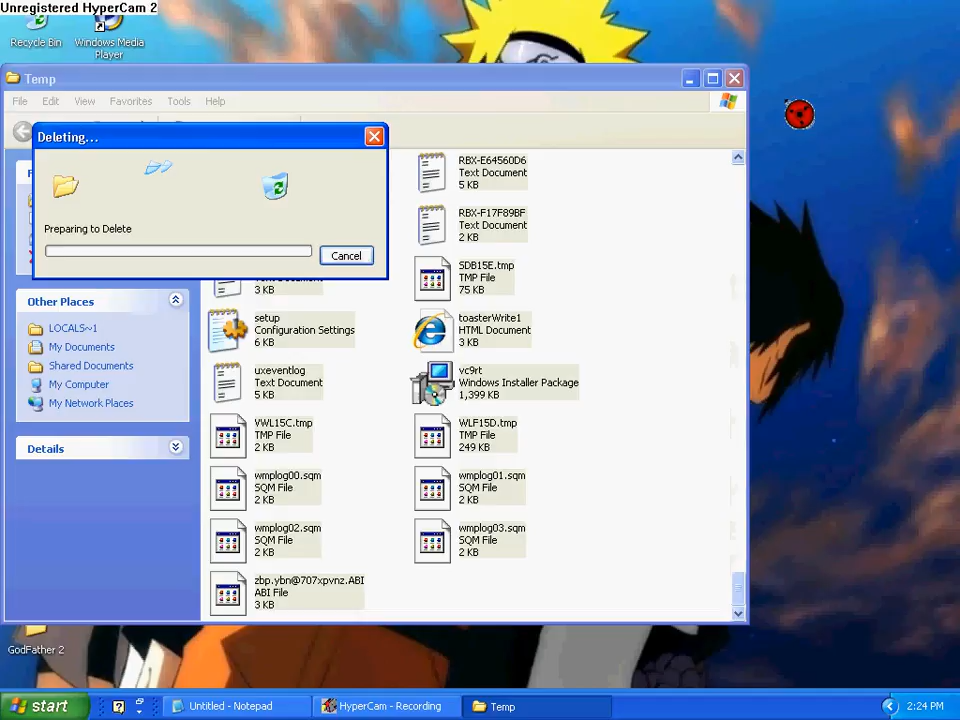 Unregistered HyperCam 2
Recycle Bin
Windows Media
Player
Temp
File Edit View Favorites Tools Help
Deleting...
Preparing to Delete
Cancel
RBX-E64560D6
Text Document
5 KB
RBX-F17F89BF
Text Document
2 KB
3 KB
SDB15E.tmp
TMP File
75 KB
Other Places
LOCALS~1
My Documents
Shared Documents
My Computer
My Network Places
Details
setup
Configuration Settings
6 KB
toasterWrite1
HTML Document
3 KB
uxeventlog
Text Document
5 KB
vc9rt
Windows Installer Package
1,399 KB
VWL15C.tmp
TMP File
2 KB
WLF15D.tmp
TMP File
249 KB
wmplog00.sqm
SQM File
2 KB
wmplog01.sqm
SQM File
2 KB
wmplog02.sqm
SQM File
2 KB
wmplog03.sqm
SQM File
2 KB
zbp.ybn@707xpvnz.ABI
ABI File
3 KB
GodFather 2
start
Untitled - Notepad
HyperCam - Recording
Temp
2:24 PM